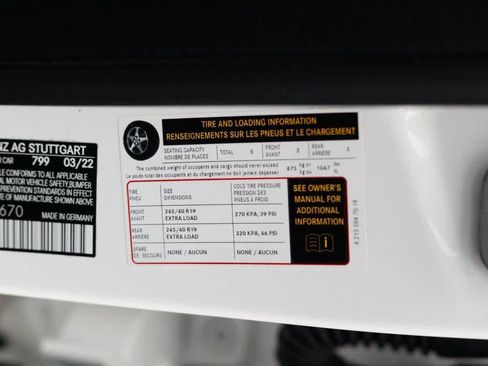 NZ AG STUTTGART
R CAR 799 03/22
E CONFORMS TO ALL APPLICABLE
MOTOR VEHICLE SAFETY, BUMPER
PREVENTION STANDARDS IN EFFECT
OF MANUFACTURE SHOWN ABOVE
670
MADE IN GERMANY
TIRE AND LOADING INFORMATION
RENSEIGNEMENTS SUR LES PNEUS ET LE CHARGEMENT
SEATING CAPACITY
NOMBRE DE PLACES
TOTAL 5
FRONT
AVANT 2
REAR
ARRIÈRE 3
The combined weight of occupants and cargo should never exceed
Le poids total des occupants et du chargement ne doit jamais dépasser
475 kg or 1047 lbs
kg ou lb
TIRE
PNEU
SIZE
DIMENSIONS
COLD TIRE PRESSURE
PRESSION DES
PNEUS À FROID
FRONT
AVANT
245/40 R19
EXTRA LOAD
270 KPA, 39 PSI
REAR
ARRIÈRE
245/40 R19
EXTRA LOAD
320 KPA, 46 PSI
SPARE
DE SECOURS
NONE / AUCUN
NONE / AUCUN
SEE OWNER'S
MANUAL FOR
ADDITIONAL
INFORMATION
A 213 584 70 19